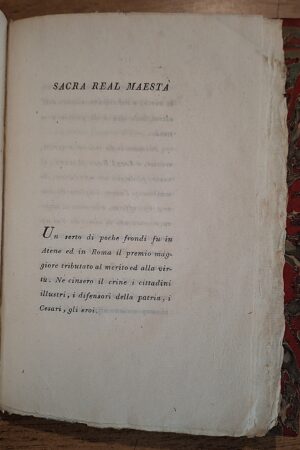 SACRA REAL MAESTÀ
Un serto di poche frondi fu in
Atene ed in Roma il premio mag-
giore tributato al merito ed alla vir-
tù. Ne cinsero il crine i cittadini
illustri, i difensori della patria, i
Cesari, gli eroi.